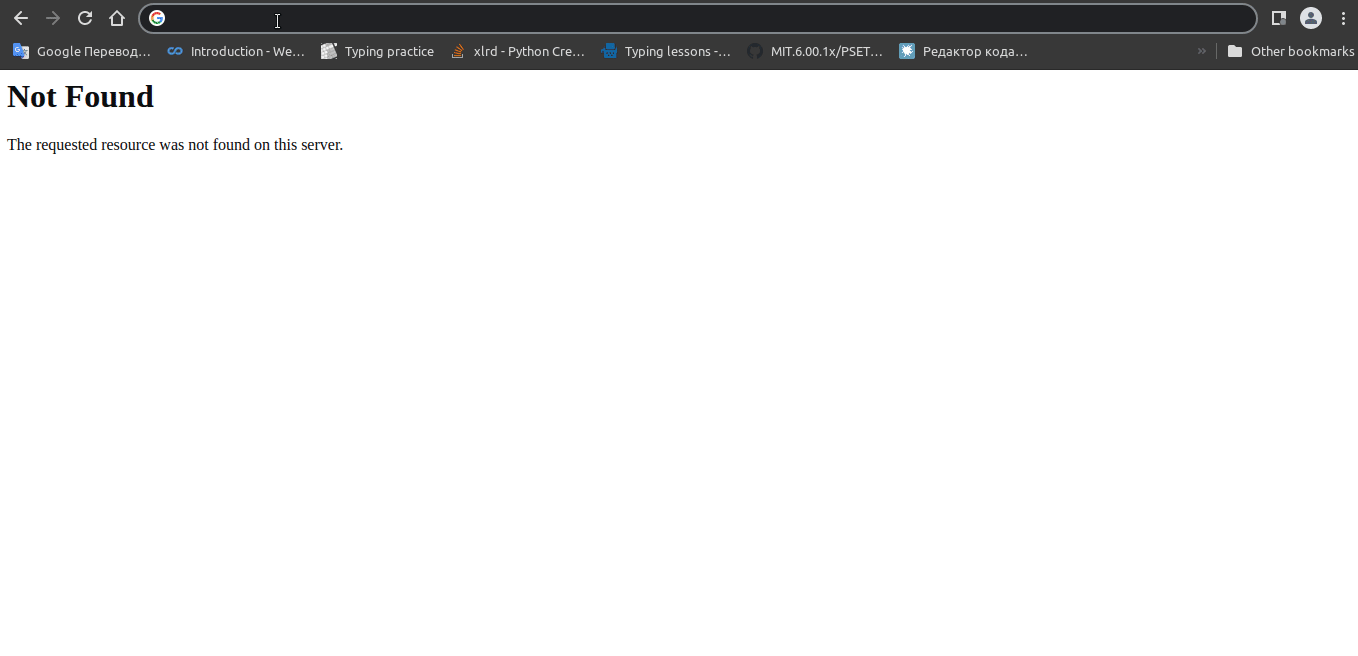 Google Перевод... Introduction - We... Typing practice xlrd - Python Cre... Typing lessons -... MIT.6.00.1x/PSET... Редактор кода... » Other bookmarks
Not Found
The requested resource was not found on this server.